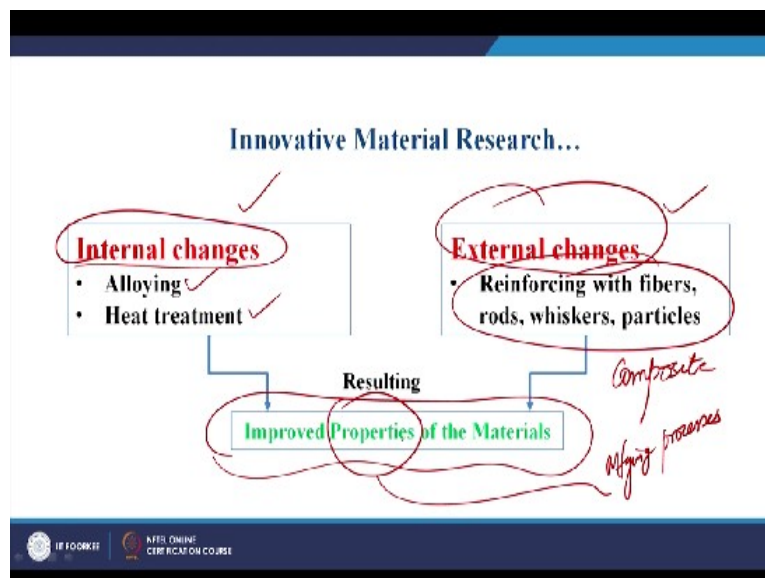 Innovative Material Research...
Internal changes
• Alloying
• Heat treatment
External changes
• Reinforcing with fibers,
rods, whiskers, particles
Composite
Resulting
Improved Properties of the Materials
Mfging processes
IIT ROORKEE
NPTEL ONLINE
CERTIFICATION COURSE